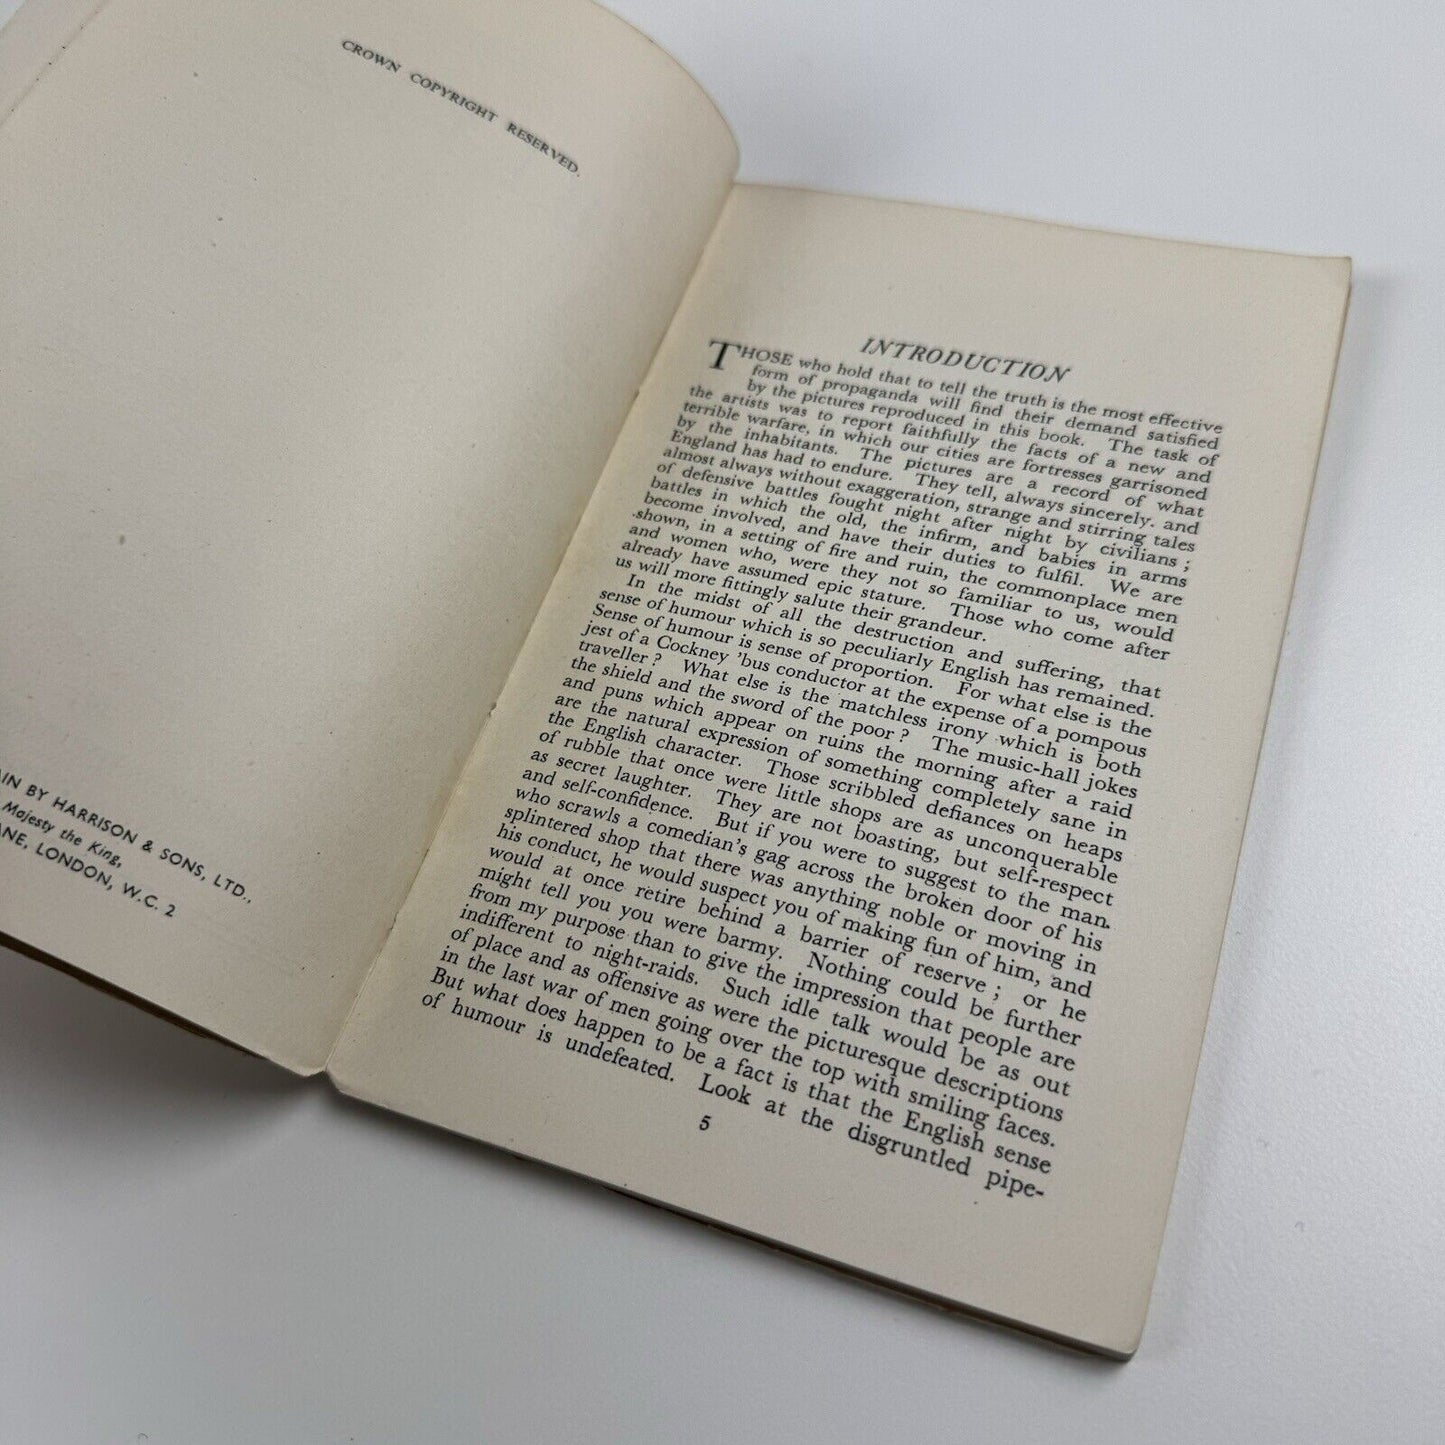 CROWN COPYRIGHT RESERVED.
AIN BY HARRISON & SONS, LTD.,
Majesty the King,
ANE, LONDON, W.C. 2
INTRODUCTION
THOSE who hold that to tell the truth is the most effective
form of propaganda will find their demand satisfied
by the pictures reproduced in this book. The task of
the artists was to report faithfully the facts of a new and
terrible warfare, in which our cities are fortresses garrisoned
by the inhabitants. The pictures are a record of what
England has had to endure. They tell, always sincerely. and
almost always without exaggeration, strange and stirring tales
of defensive battles fought night after night by civilians ;
battles in which the old, the infirm, and babies in arms
become involved, and have their duties to fulfil. We are
shown, in a setting of fire and ruin, the commonplace men
and women who, were they not so familiar to us, would
already have assumed epic stature. Those who come after
us will more fittingly salute their grandeur.
In the midst of all the destruction and suffering, that
sense of humour which is so peculiarly English has remained.
Sense of humour is sense of proportion. For what else is the
jest of a Cockney 'bus conductor at the expense of a pompous
traveller ? What else is the matchless irony which is both
the shield and the sword of the poor ? The music-hall jokes
and puns which appear on ruins the morning after a raid
are the natural expression of something completely sane in
the English character. Those scribbled defiances on heaps
of rubble that once were little shops are as unconquerable
as secret laughter. They are not boasting, but self-respect
and self-confidence. But if you were to suggest to the man
who scrawls a comedian's gag across the broken door of his
splintered shop that there was anything noble or moving in
his conduct, he would suspect you of making fun of him, and
would at once retire behind a barrier of reserve ; or he
might tell you you were barmy. Nothing could be further
from my purpose than to give the impression that people are
indifferent to night-raids. Such idle talk would be as out
of place and as offensive as were the picturesque descriptions
in the last war of men going over the top with smiling faces.
But what does happen to be a fact is that the English sense
of humour is undefeated. Look at the disgruntled pipe-
5